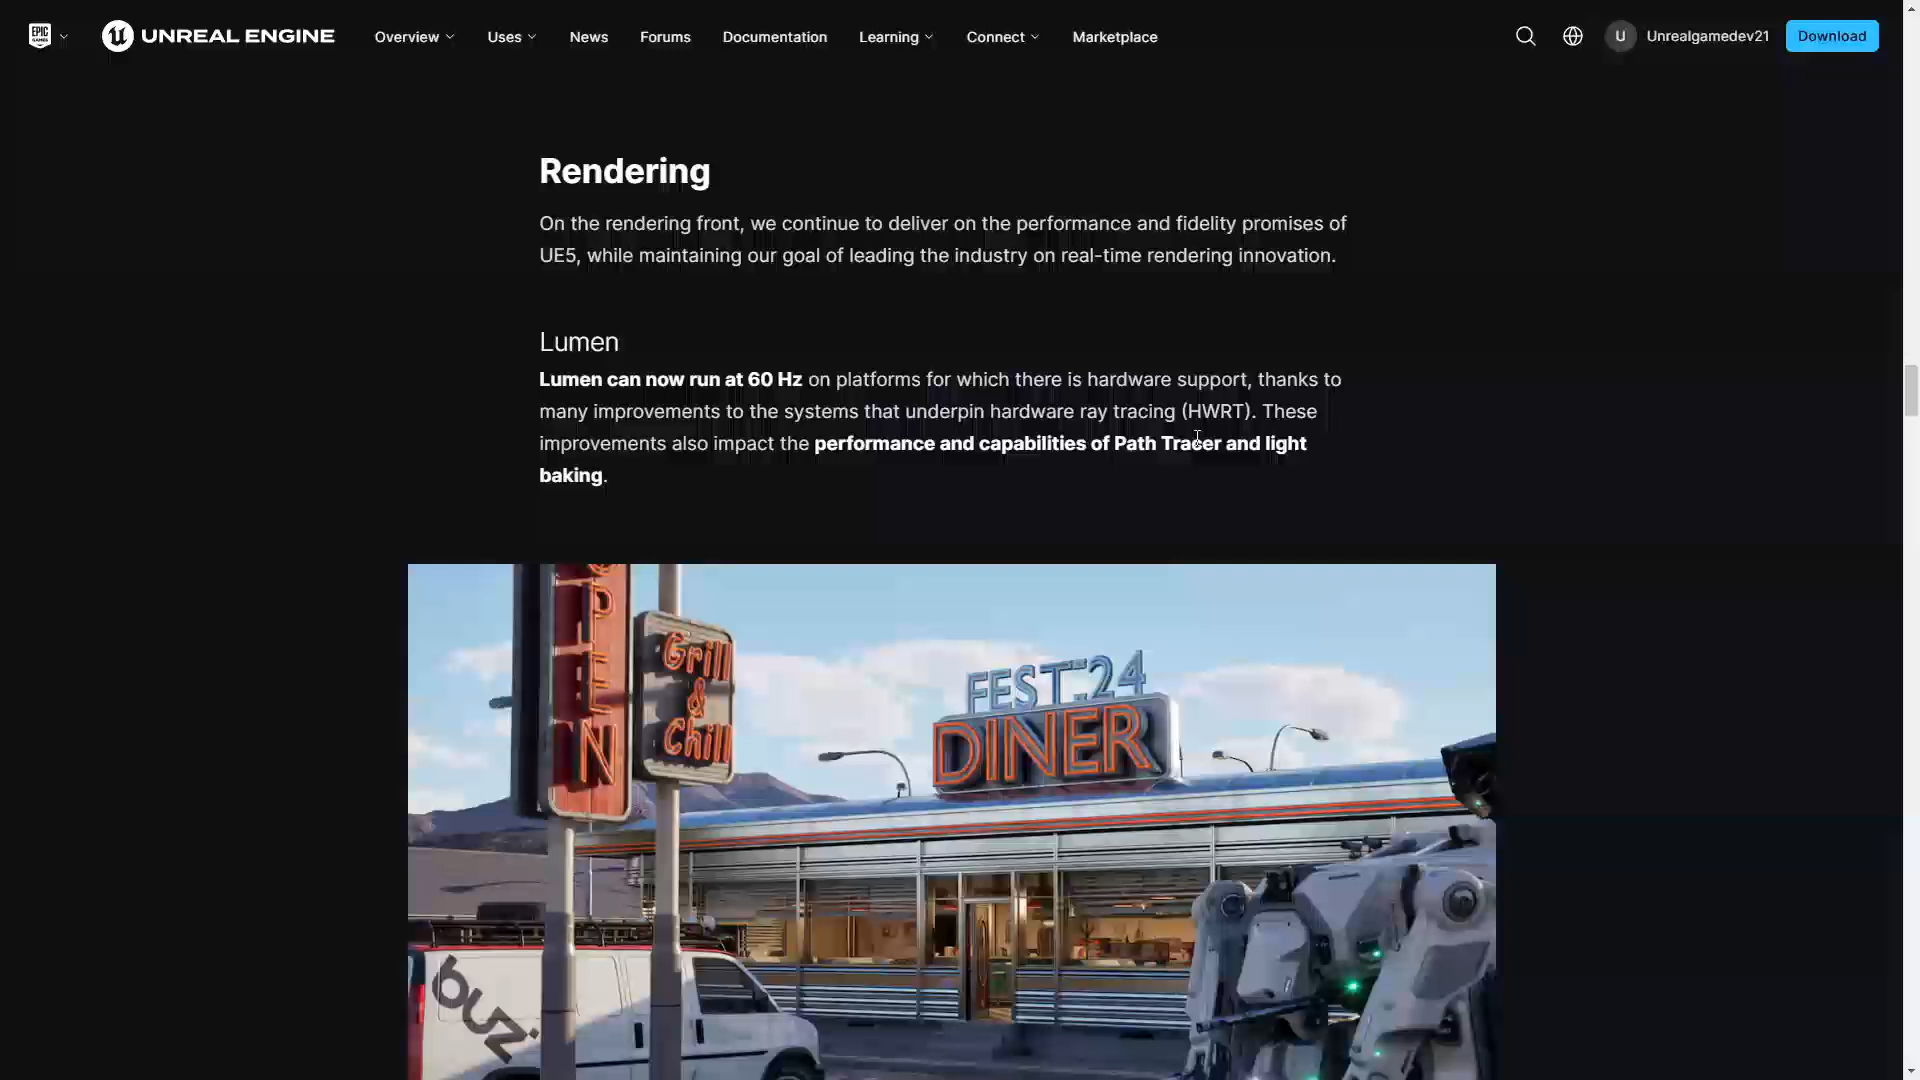 EPIC GAMES
UNREAL ENGINE
Overview
Uses
News
Forums
Documentation
Learning
Connect
Marketplace
U
Unrealgamedev21
Download
Rendering
On the rendering front, we continue to deliver on the performance and fidelity promises of
UE5, while maintaining our goal of leading the industry on real-time rendering innovation.
Lumen
Lumen can now run at 60 Hz on platforms for which there is hardware support, thanks to
many improvements to the systems that underpin hardware ray tracing (HWRT). These
improvements also impact the performance and capabilities of Path Tracer and light
baking.
OPEN
Grill
&
Chill
FEST.24
DINER
buzi